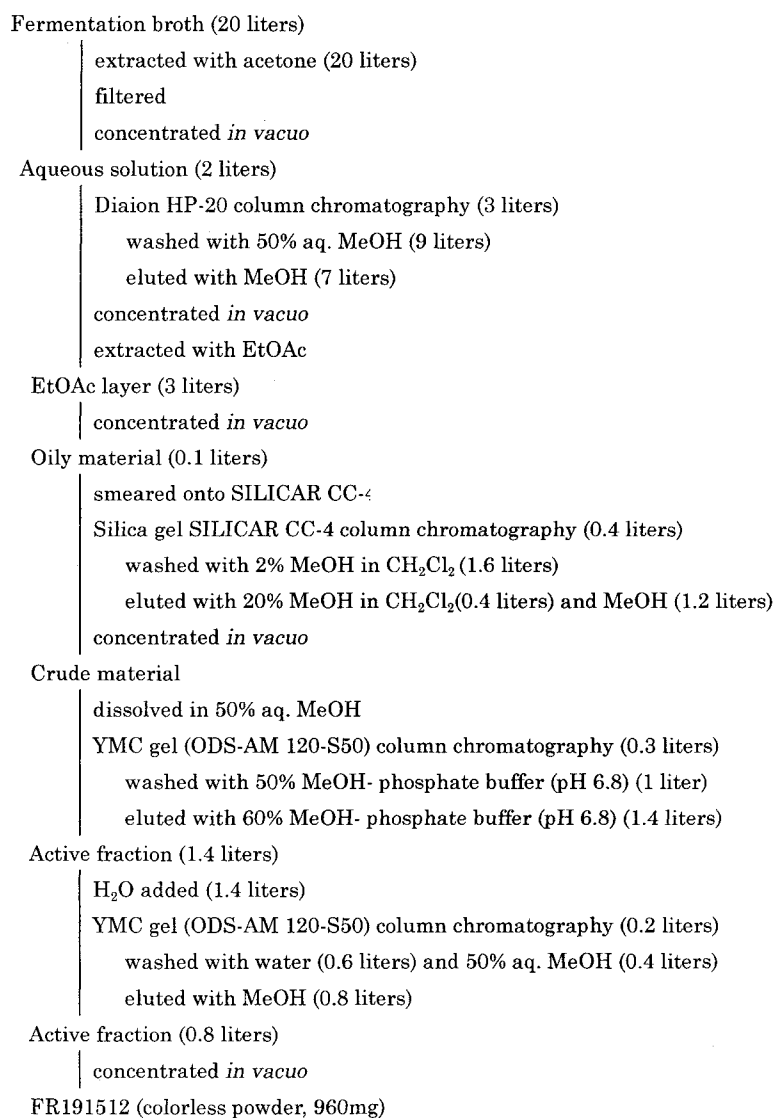 Fermentation broth (20 liters)
extracted with acetone (20 liters)
filtered
concentrated in vacuo
Aqueous solution (2 liters)
Diaion HP-20 column chromatography (3 liters)
washed with 50% aq. MeOH (9 liters)
eluted with MeOH (7 liters)
concentrated in vacuo
extracted with EtOAc
EtOAc layer (3 liters)
concentrated in vacuo
Oily material (0.1 liters)
smeared onto SILICAR
Silica gel SILICAR CC-4 column chromatography (0.4 liters)
washed with 2% MeOH in CH₂Cl₂ (1.6 liters)
eluted with 20% MeOH in CH₂Cl₂(0.4 liters) and MeOH (1.2 liters)
concentrated in vacuo
Crude material
dissolved in 50% aq. MeOH
YMC gel (ODS-AM 120-S50) column chromatography (0.3 liters)
washed with 50% MeOH- phosphate buffer (pH 6.8) (1 liter)
eluted with 60% MeOH- phosphate buffer (pH 6.8) (1.4 liters)
Active fraction (1.4 liters)
H₂O added (1.4 liters)
YMC gel (ODS-AM 120-S50) column chromatography (0.2 liters)
washed with water (0.6 liters) and 50% aq. MeOH (0.4 liters)
eluted with MeOH (0.8 liters)
Active fraction (0.8 liters)
concentrated in vacuo
FR191512 (colorless powder, 960mg)